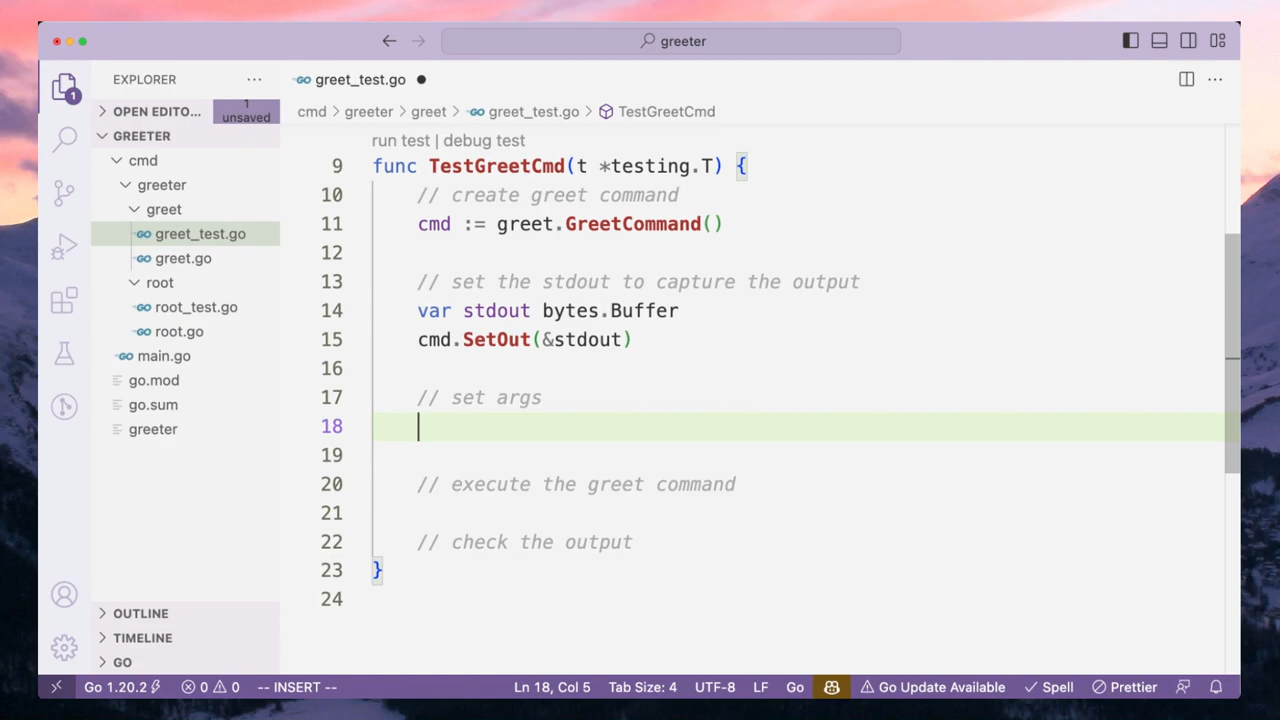 greeter
EXPLORER
OPEN EDITO...
1 unsaved
GREETER
cmd
greeter
greet
greet_test.go
greet.go
root
root_test.go
root.go
main.go
go.mod
go.sum
greeter
OUTLINE
TIMELINE
GO
1
GO greet_test.go
cmd > greeter > greet > GO greet_test.go > TestGreetCmd
run test | debug test
9 func TestGreetCmd(t *testing.T) {
10 // create greet command
11 cmd := greet.GreetCommand()
12
13 // set the stdout to capture the output
14 var stdout bytes.Buffer
15 cmd.SetOut(&stdout)
16
17 // set args
18
19
20 // execute the greet command
21
22 // check the output
23 }
24
Go 1.20.2 0 0 -- INSERT -- Ln 18, Col 5 Tab Size: 4 UTF-8 LF Go Go Update Available Spell Prettier